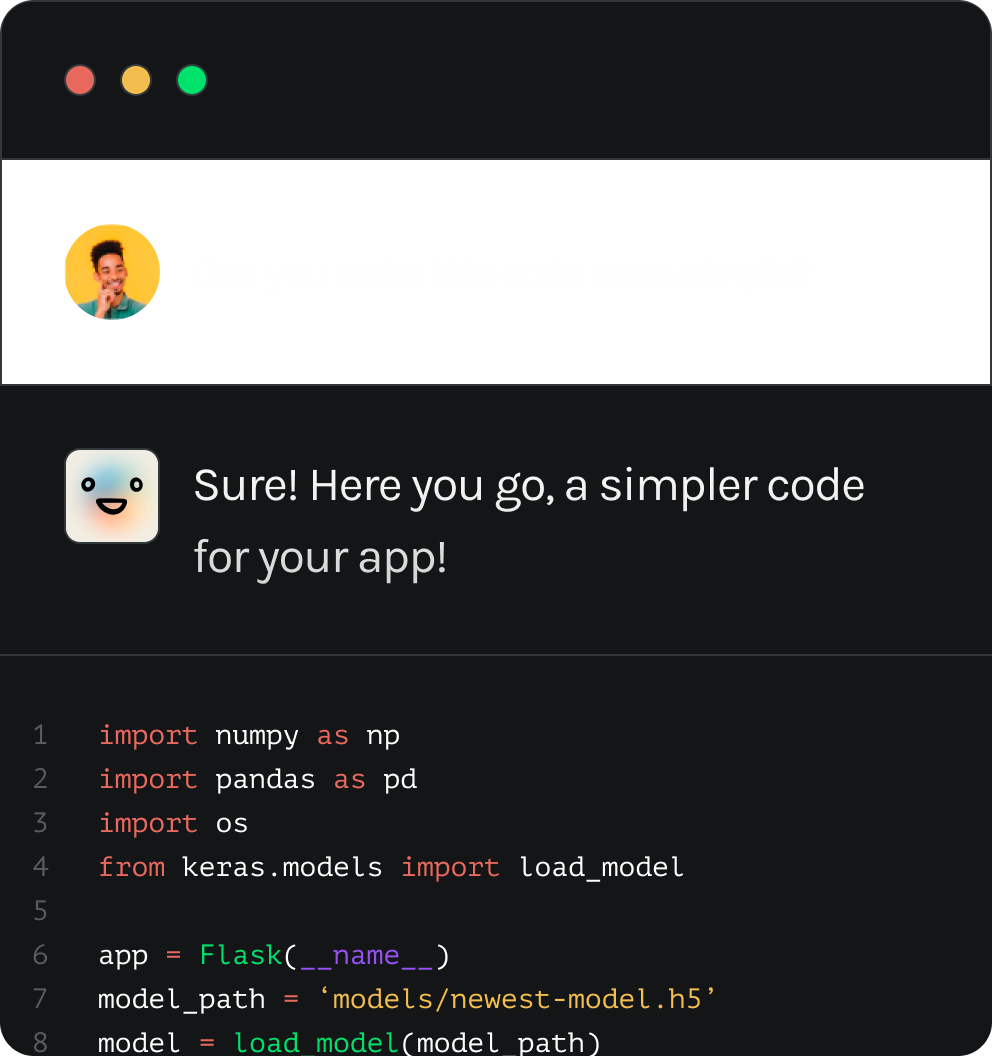 Sure! Here you go, a simpler code
for your app!
1 import numpy as np
2 import pandas as pd
3 import os
4 from keras.models import load_model
5
6 app = Flask(__name__)
7 model_path = ‘models/newest-model.h5’
8 model = load_model(model_path)